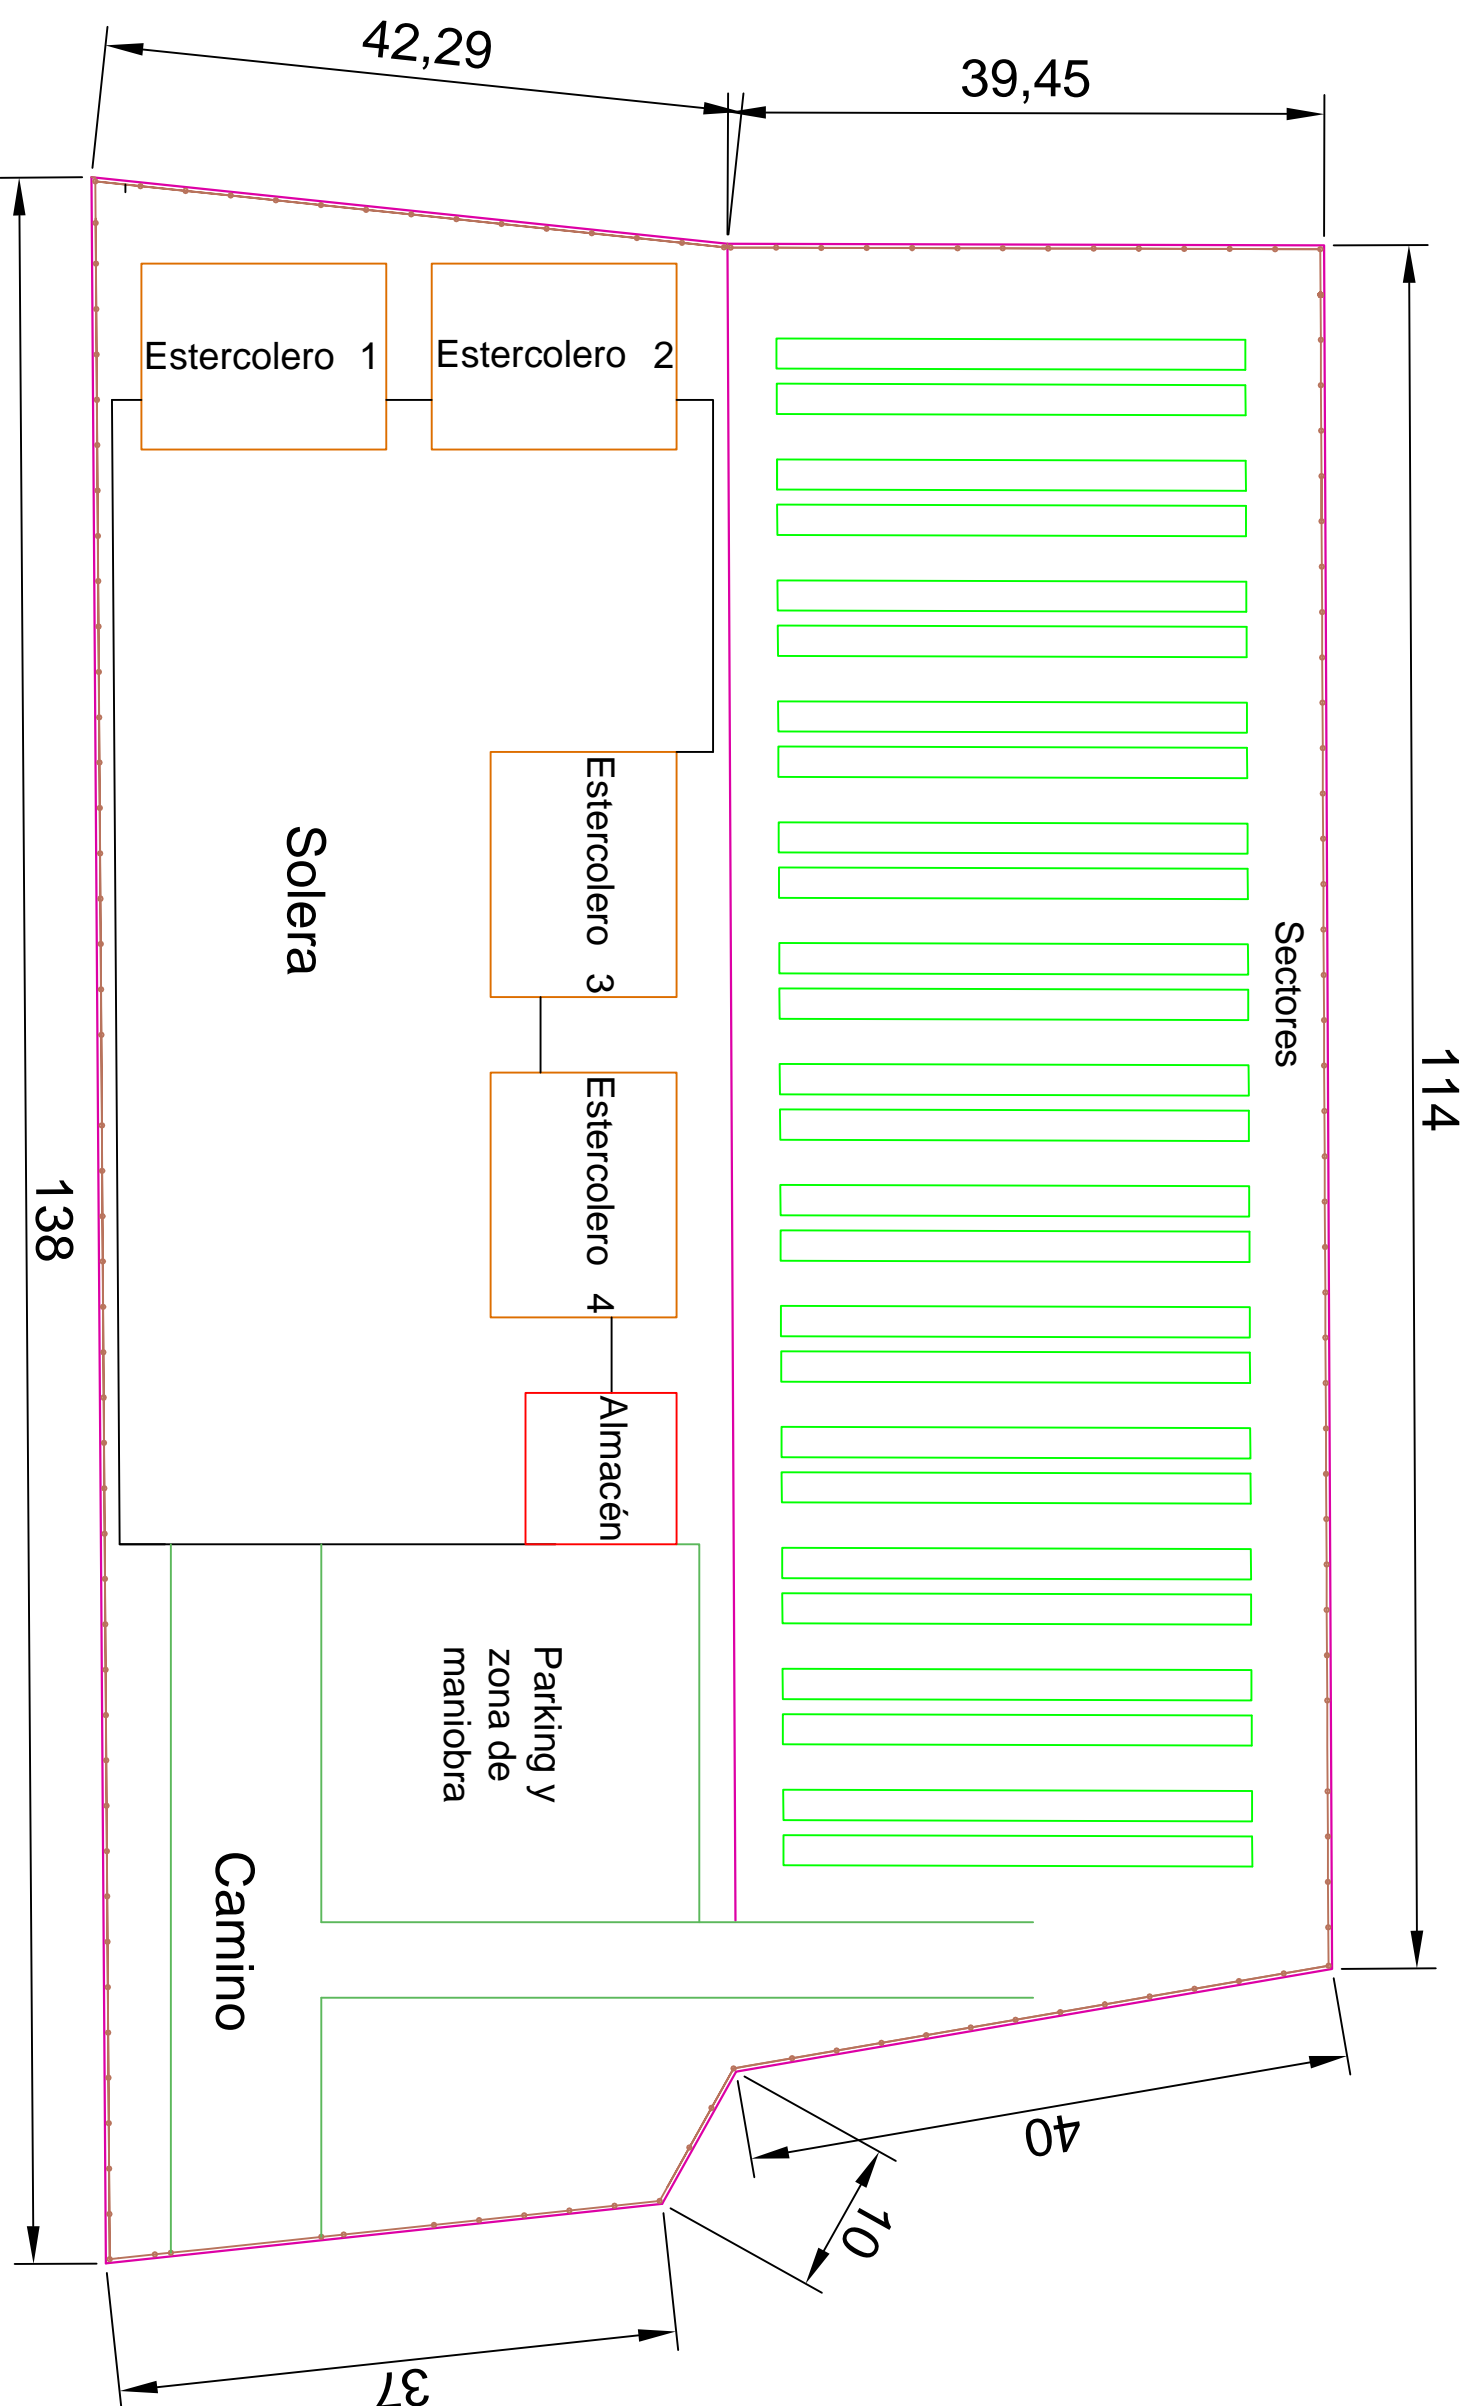 42,29
39,45
Estercolero 1
Estercolero 2
Estercolero 3
Solera
Sectores
114
Estercolero 4
138
Almacén
Parking y
zona de
maniobra
Camino
40
10
37